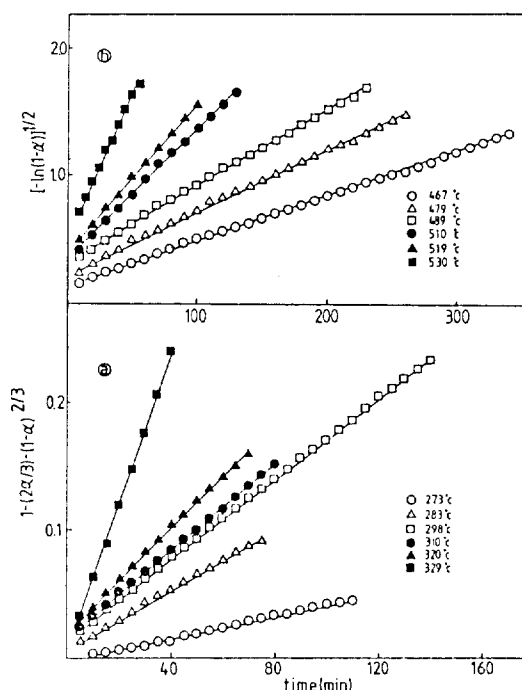 ⓑ
[-ln(1-α)]^1/2
2.0
1.0
○ 467 °c
△ 479 °c
□ 489 °c
● 510 °c
▲ 519 °c
■ 530 °c
100 200 300
ⓐ
1-(2α/3)-(1-α)^2/3
0.2
0.1
○ 273°c
△ 283°c
□ 298°c
● 310°c
▲ 320°c
■ 329°c
40 80 120 160
time(min)